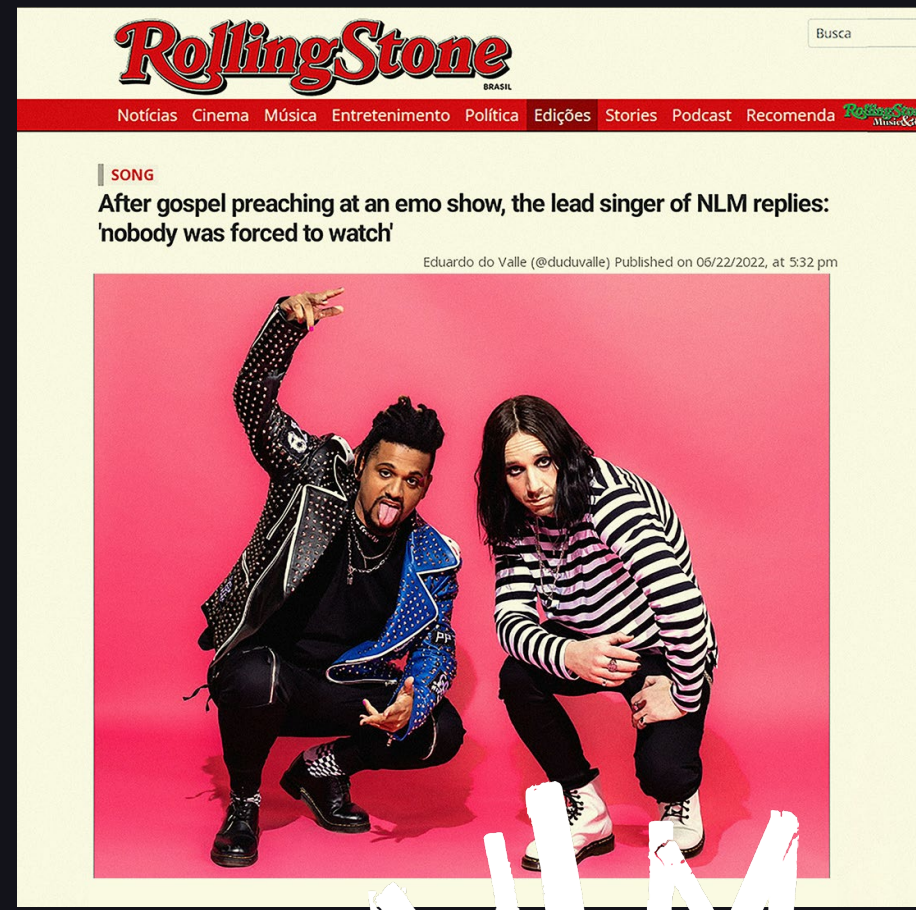 RollingStone
BRASIL
Busca
Notícias Cinema Música Entretenimento Política Edições Stories Podcast Recomenda
SONG
After gospel preaching at an emo show, the lead singer of NLM replies:
'nobody was forced to watch'
Eduardo do Valle (@duduvalle) Published on 06/22/2022, at 5:32 pm
PP
NLM